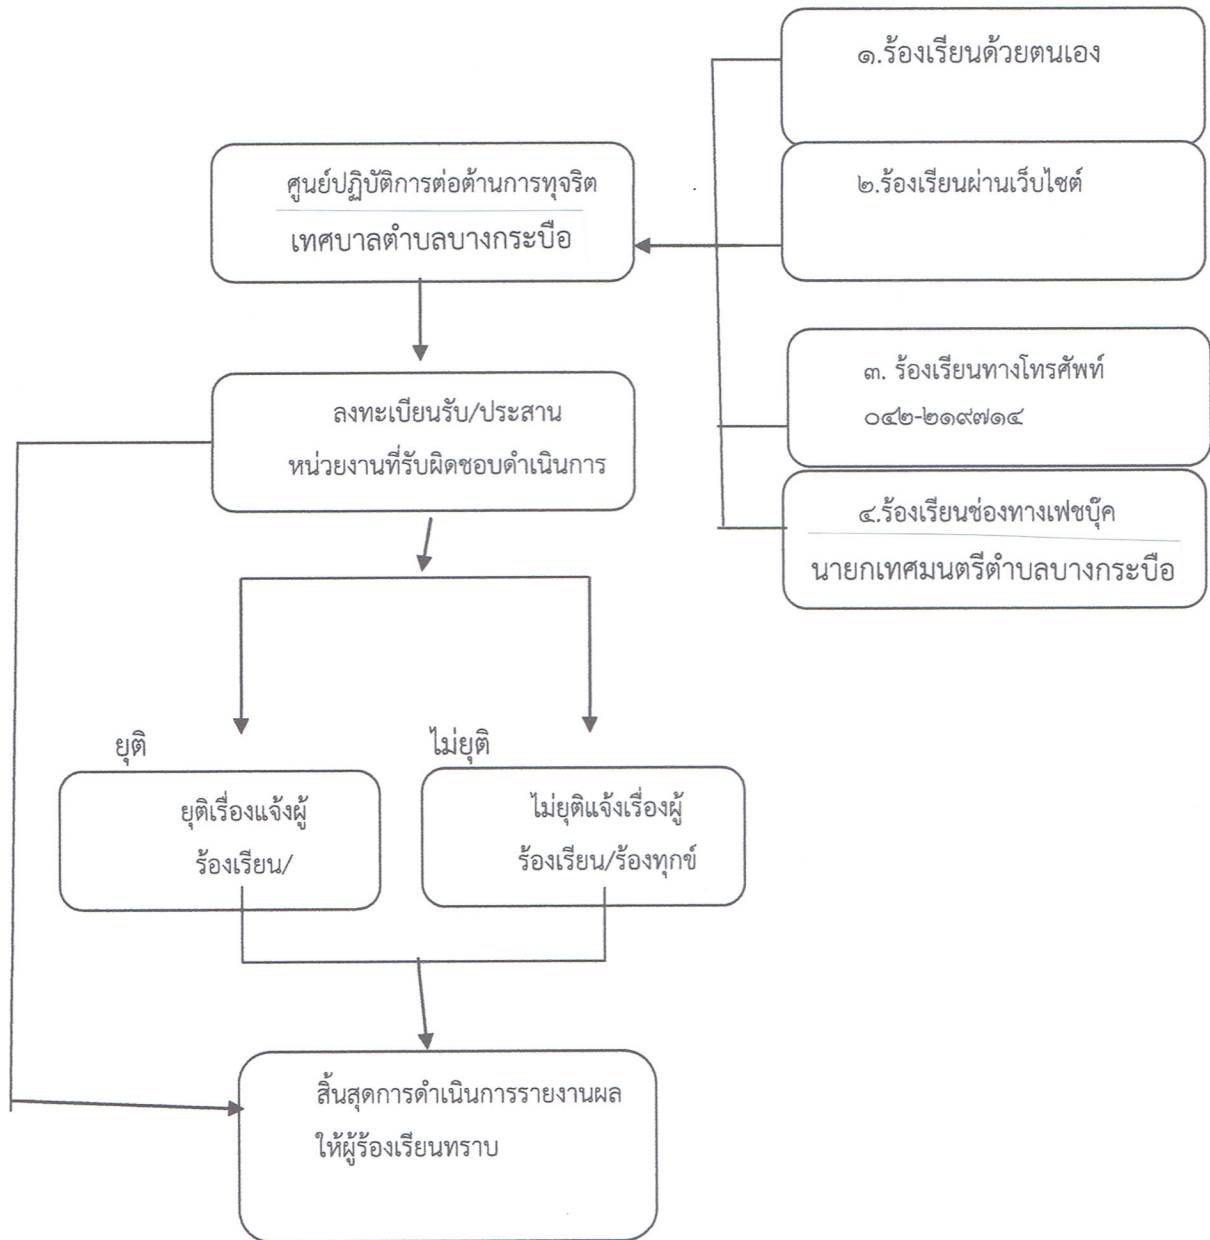 ๑.ร้องเรียนด้วยตนเอง
ศูนย์ปฏิบัติการต่อต้านการทุจริต
เทศบาลตำบลบางกระบือ
๒.ร้องเรียนผ่านเว็บไซต์
๓. ร้องเรียนทางโทรศัพท์
๐๔๒-๒๑๙๗๑๔
ลงทะเบียนรับ/ประสาน
หน่วยงานที่รับผิดชอบดำเนินการ
๔.ร้องเรียนช่องทางเฟชบุ๊ค
นายกเทศมนตรีตำบลบางกระบือ
ยุติ
ไม่ยุติ
ยุติเรื่องแจ้งผู้
ร้องเรียน/
ไม่ยุติแจ้งเรื่องผู้
ร้องเรียน/ร้องทุกข์
สิ้นสุดการดำเนินการรายงานผล
ให้ผู้ร้องเรียนทราบ